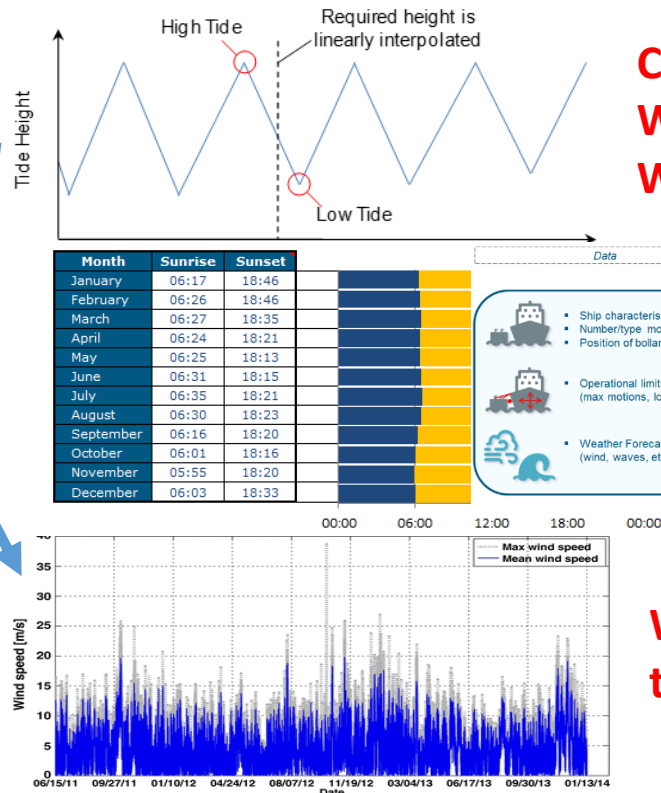 High Tide
Required height is
linearly interpolated
Tide Height
Low Tide
Month Sunrise Sunset
January 06:17 18:46
February 06:26 18:46
March 06:27 18:35
April 06:24 18:21
May 06:25 18:13
June 06:31 18:15
July 06:35 18:21
August 06:30 18:23
September 06:16 18:20
October 06:01 18:16
November 05:55 18:20
December 06:03 18:33
00:00 06:00 12:00 18:00 00:00
Data
Ship characteris
Number/type mo
Position of bollar
Operational limit
(max motions, lo
Weather Foreca
(wind, waves, et
C
W
W
W
t
Max wind speed
Mean wind speed
Wind speed [m/s]
40
35
30
25
20
15
10
5
0
06/15/11 09/27/11 01/10/12 04/24/12 08/07/12 11/19/12 03/04/13 06/17/13 09/30/13 01/13/14
Date